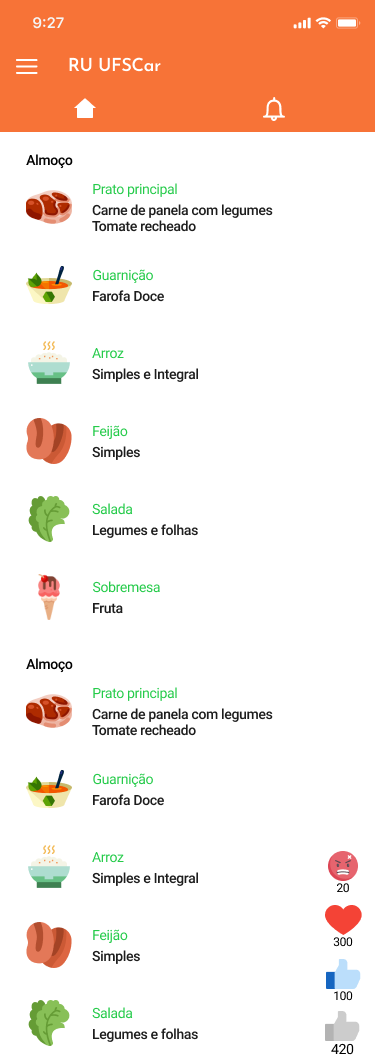 9:27
RU UFSCar
Almoço
Prato principal
Carne de panela com legumes
Tomate recheado
Guarnição
Farofa Doce
Arroz
Simples e Integral
Feijão
Simples
Salada
Legumes e folhas
Sobremesa
Fruta
Almoço
Prato principal
Carne de panela com legumes
Tomate recheado
Guarnição
Farofa Doce
Arroz
Simples e Integral
20
Feijão
300
Simples
100
Salada
Legumes e folhas
420